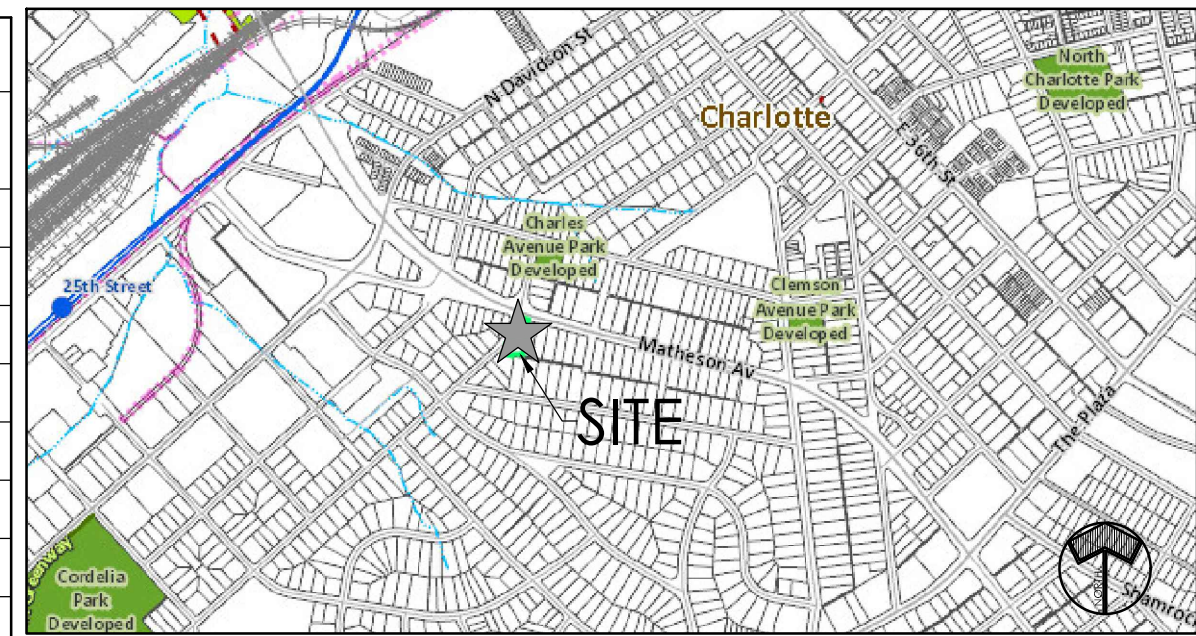 N Davidson St
North
Charlotte Park
Developed
Charlotte
E 36th St
Charles
Avenue Park
Developed
25th Street
Clemson
Avenue Park
Developed
Matheson Av
SITE
The Plaza
Cordelia
Park
Developed
NORTH